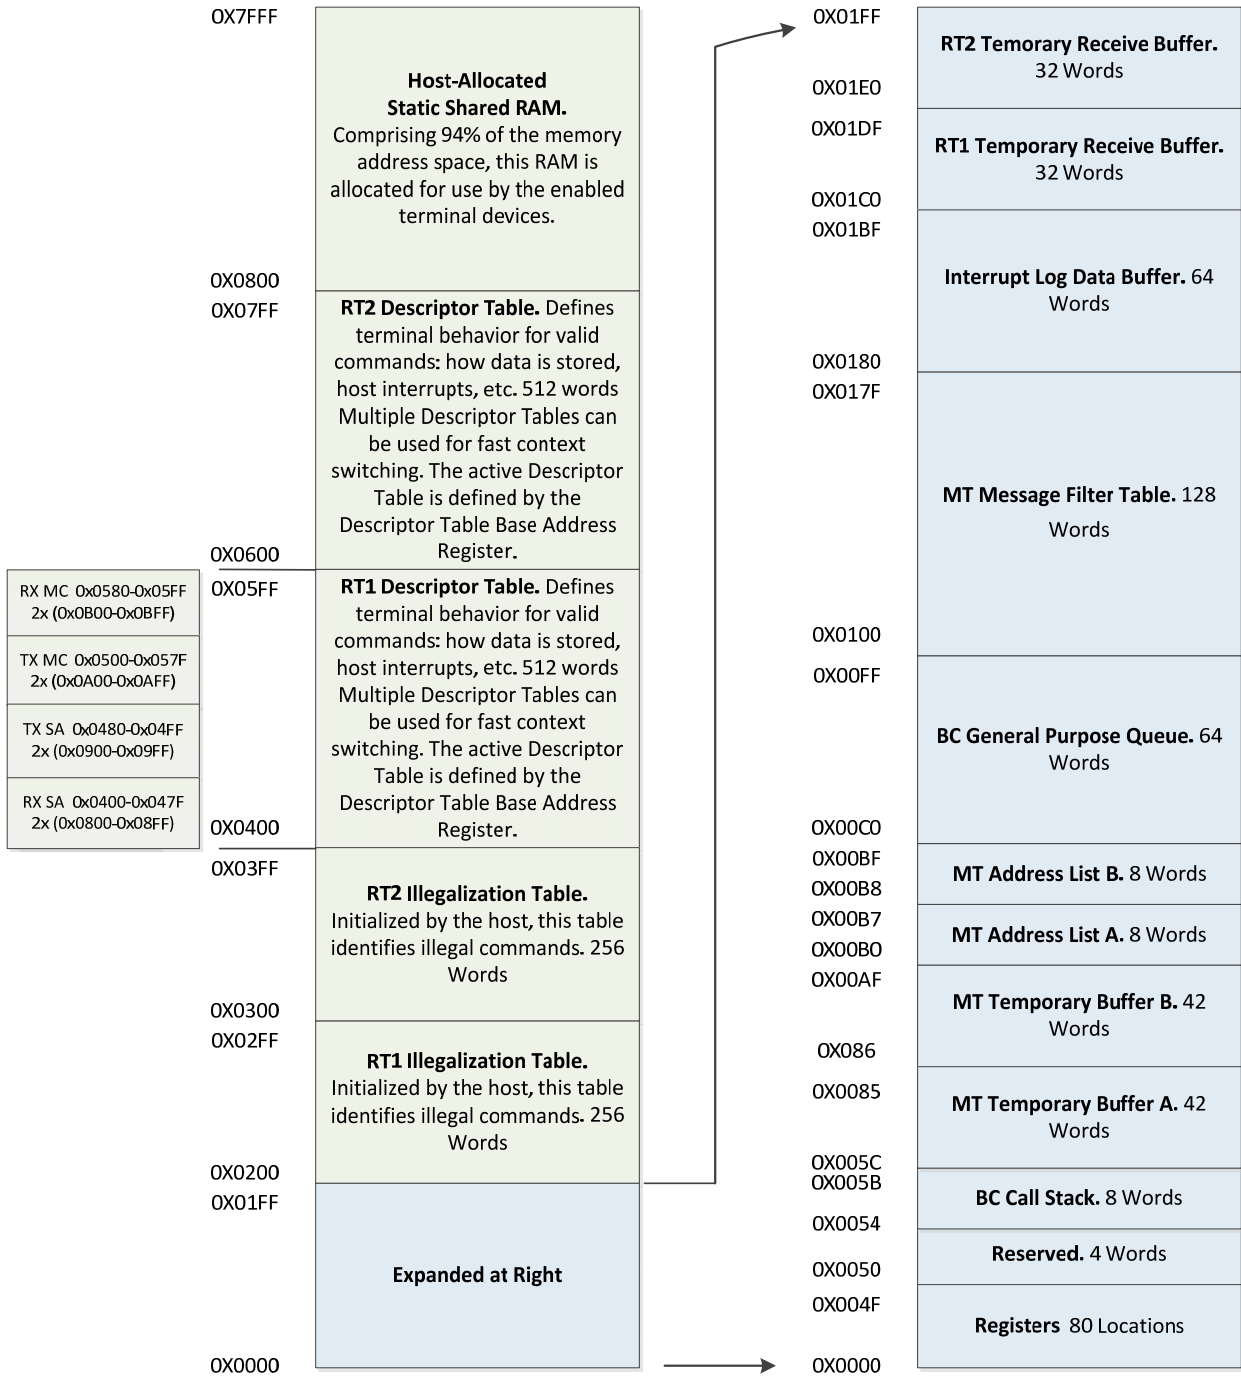 0X7FFF
Host-Allocated
Static Shared RAM.
Comprising 94% of the memory
address space, this RAM is
allocated for use by the enabled
terminal devices.
0X0800
0X07FF
RT2 Descriptor Table. Defines
terminal behavior for valid
commands: how data is stored,
host interrupts, etc. 512 words
Multiple Descriptor Tables can
be used for fast context
switching. The active Descriptor
Table is defined by the
Descriptor Table Base Address
Register.
0X0600
0X05FF
RT1 Descriptor Table. Defines
terminal behavior for valid
commands: how data is stored,
host interrupts, etc. 512 words
Multiple Descriptor Tables can
be used for fast context
switching. The active Descriptor
Table is defined by the
Descriptor Table Base Address
Register.
0X0400
RX MC 0x0580-0x05FF
2x (0x0B00-0x0BFF)
TX MC 0x0500-0x057F
2x (0x0A00-0x0AFF)
TX SA 0x0480-0x04FF
2x (0x0900-0x09FF)
RX SA 0x0400-0x047F
2x (0x0800-0x08FF)
0X03FF
RT2 Illegalization Table.
Initialized by the host, this table
identifies illegal commands. 256
Words
0X0300
0X02FF
RT1 Illegalization Table.
Initialized by the host, this table
identifies illegal commands. 256
Words
0X0200
0X01FF
Expanded at Right
0X0000
0X01FF
RT2 Temorary Receive Buffer.
32 Words
0X01E0
0X01DF
RT1 Temporary Receive Buffer.
32 Words
0X01C0
0X01BF
Interrupt Log Data Buffer. 64
Words
0X0180
0X017F
MT Message Filter Table. 128
Words
0X0100
0X00FF
BC General Purpose Queue. 64
Words
0X00C0
0X00BF
MT Address List B. 8 Words
0X00B8
0X00B7
MT Address List A. 8 Words
0X00B0
0X00AF
MT Temporary Buffer B. 42
Words
0X086
0X0085
MT Temporary Buffer A. 42
Words
0X005C
0X005B
BC Call Stack. 8 Words
0X0054
Reserved. 4 Words
0X0050
0X004F
Registers 80 Locations
0X0000